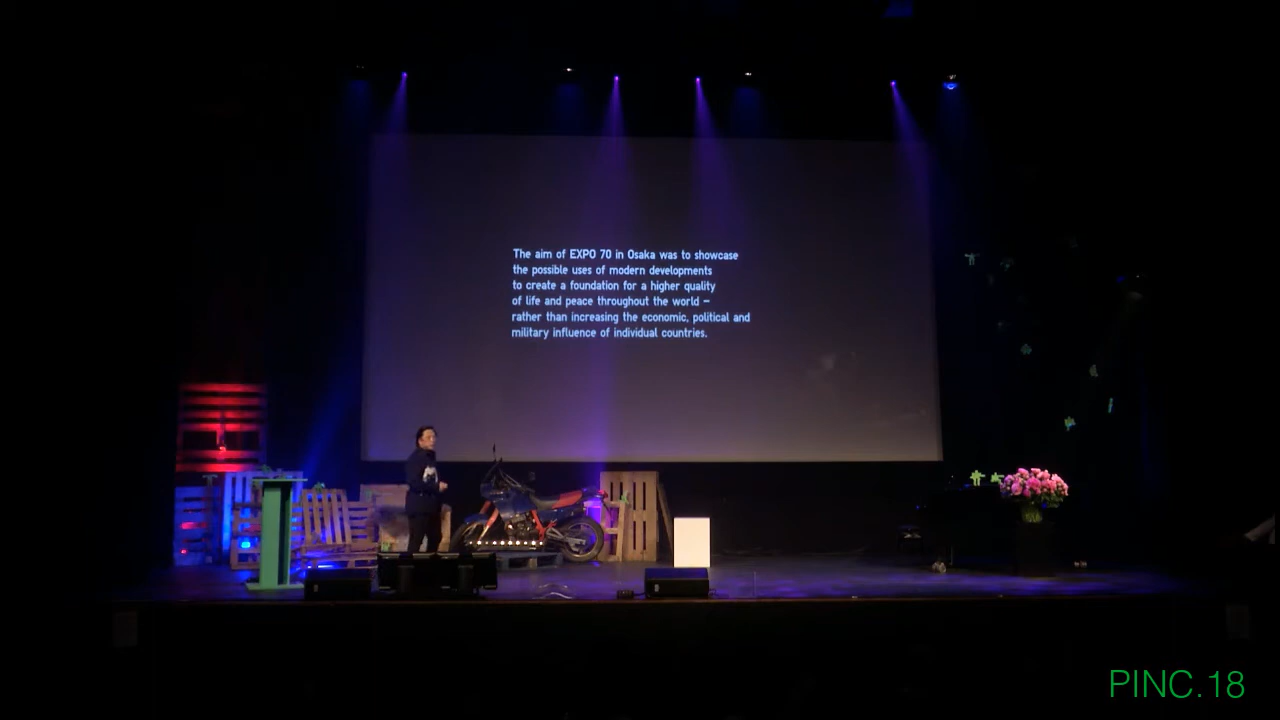 The aim of EXPO 70 in Osaka was to showcase
the possible uses of modern developments
to create a foundation for a higher quality
of life and peace throughout the world –
rather than increasing the economic, political and
military influence of individual countries.
PINC.18